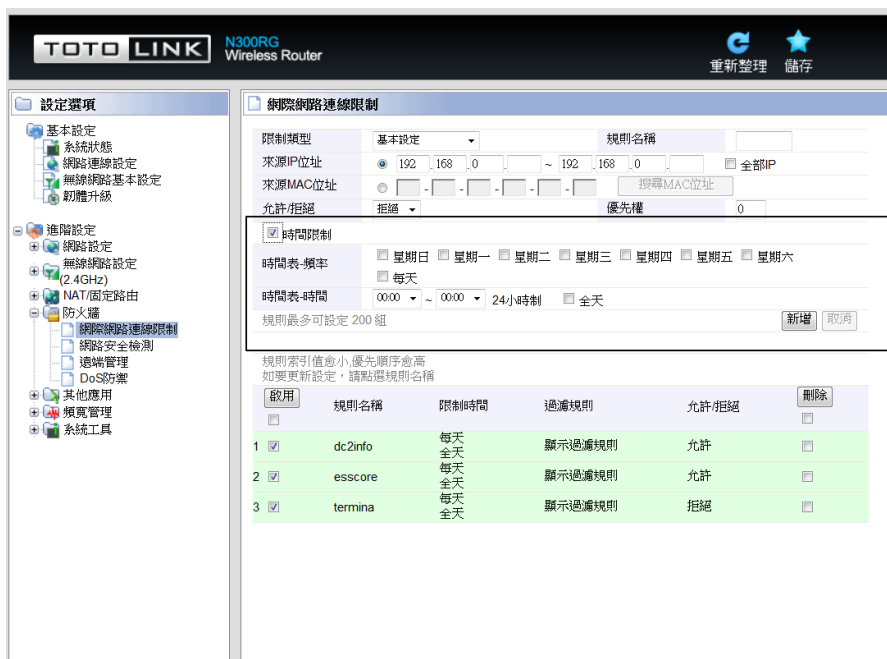 TOTO LINK N300RG
Wireless Router
重新整理 儲存
設定選項
基本設定
系統狀態
網路連線設定
無線網路基本設定
韌體升級
進階設定
網路設定
無線網路設定
(2.4GHz)
NAT/固定路由
防火牆
網際網路連線限制
網路安全檢測
遠端管理
DoS防禦
其他應用
頻寬管理
系統工具
網際網路連線限制
限制類型 基本設定 規則名稱
來源IP位址 192 .168 .0 . ~ 192 .168 .0 . 全部IP
來源MAC位址 - - - - - 搜尋MAC位址
允許/拒絕 拒絕 優先權 0
時間限制
時間表-頻率 星期日 星期一 星期二 星期三 星期四 星期五 星期六
每天
時間表-時間 00:00 ~ 00:00 24小時制 全天
規則最多可設定 200 組 新增 取消
規則索引值愈小,優先順序愈高
如要更新設定，請點選規則名稱
啟用 規則名稱 限制時間 過濾規則 允許/拒絕 刪除
1 dc2info 每天 顯示過濾規則 允許
全天
2 esscore 每天 顯示過濾規則 允許
全天
3 termina 每天 顯示過濾規則 拒絕
全天